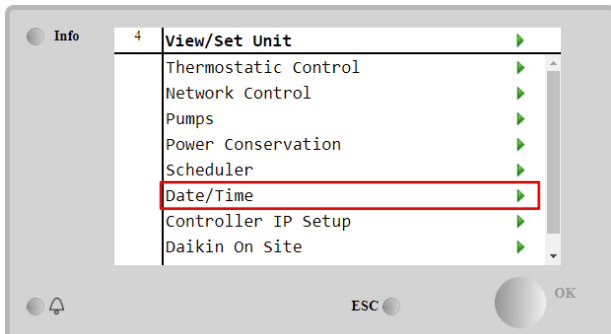 Info
4 View/Set Unit
Thermostatic Control
Network Control
Pumps
Power Conservation
Scheduler
Date/Time
Controller IP Setup
Daikin On Site
ESC
OK